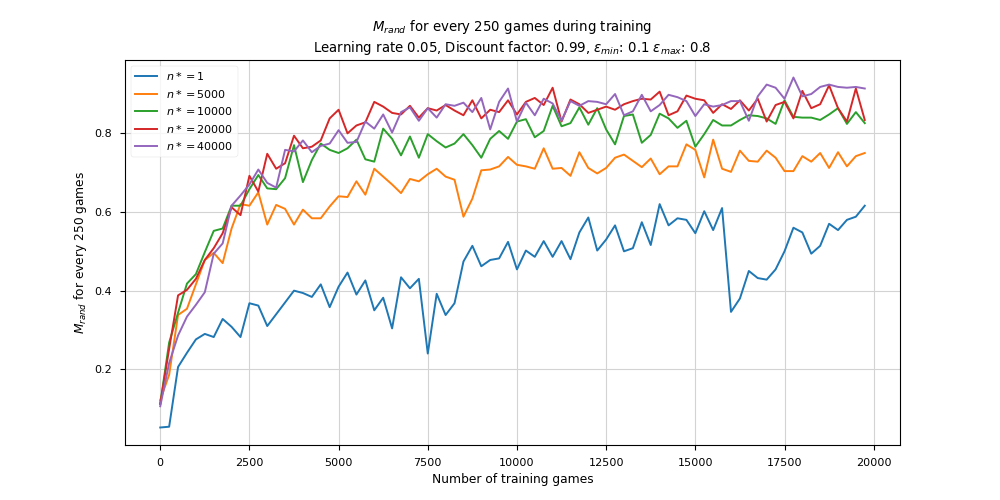 M_rand for every 250 games during training
Learning rate 0.05, Discount factor: 0.99, ε_min: 0.1 ε_max: 0.8
n* = 1
n* = 5000
n* = 10000
n* = 20000
n* = 40000
M_rand for every 250 games
0.8
0.6
0.4
0.2
0 2500 5000 7500 10000 12500 15000 17500 20000
Number of training games